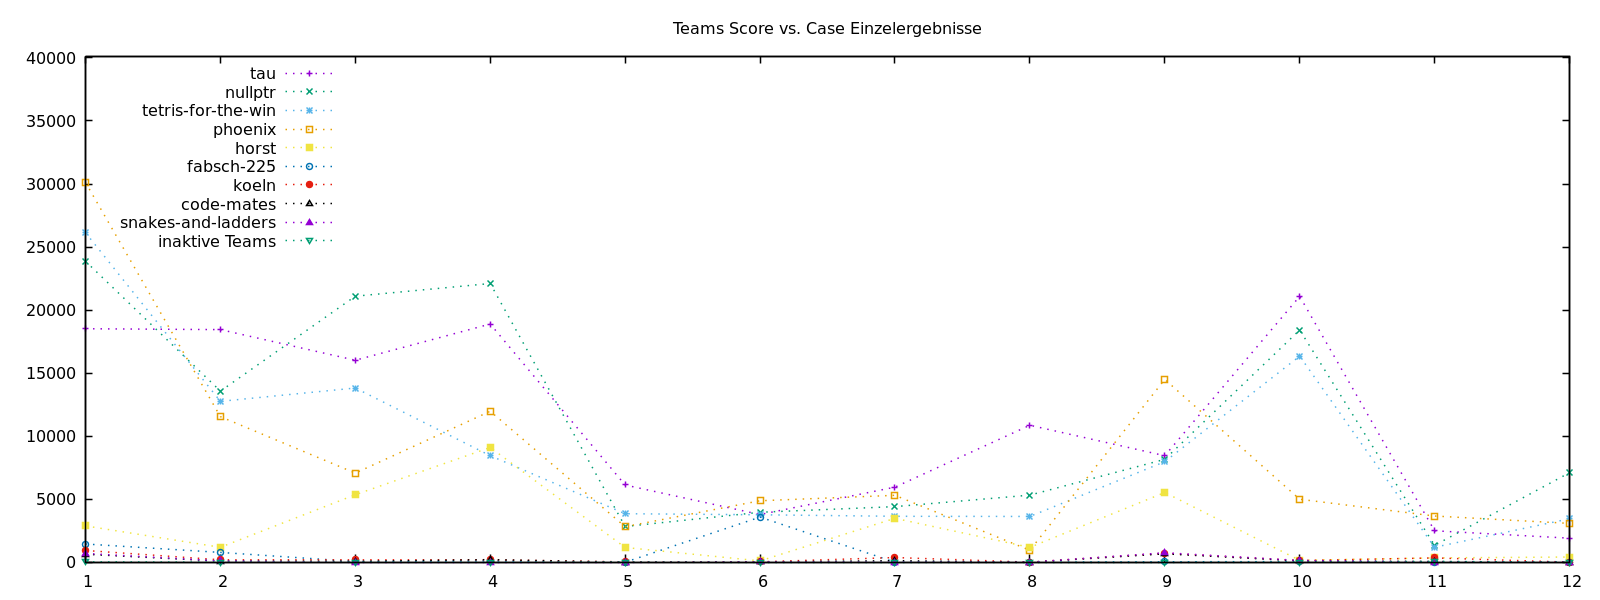 Teams Score vs. Case Einzelergebnisse
40000
35000
30000
25000
20000
15000
10000
5000
0
tau
nullptr
tetris-for-the-win
phoenix
horst
fabsch-225
koeln
code-mates
snakes-and-ladders
inaktive Teams
1 2 3 4 5 6 7 8 9 10 11 12